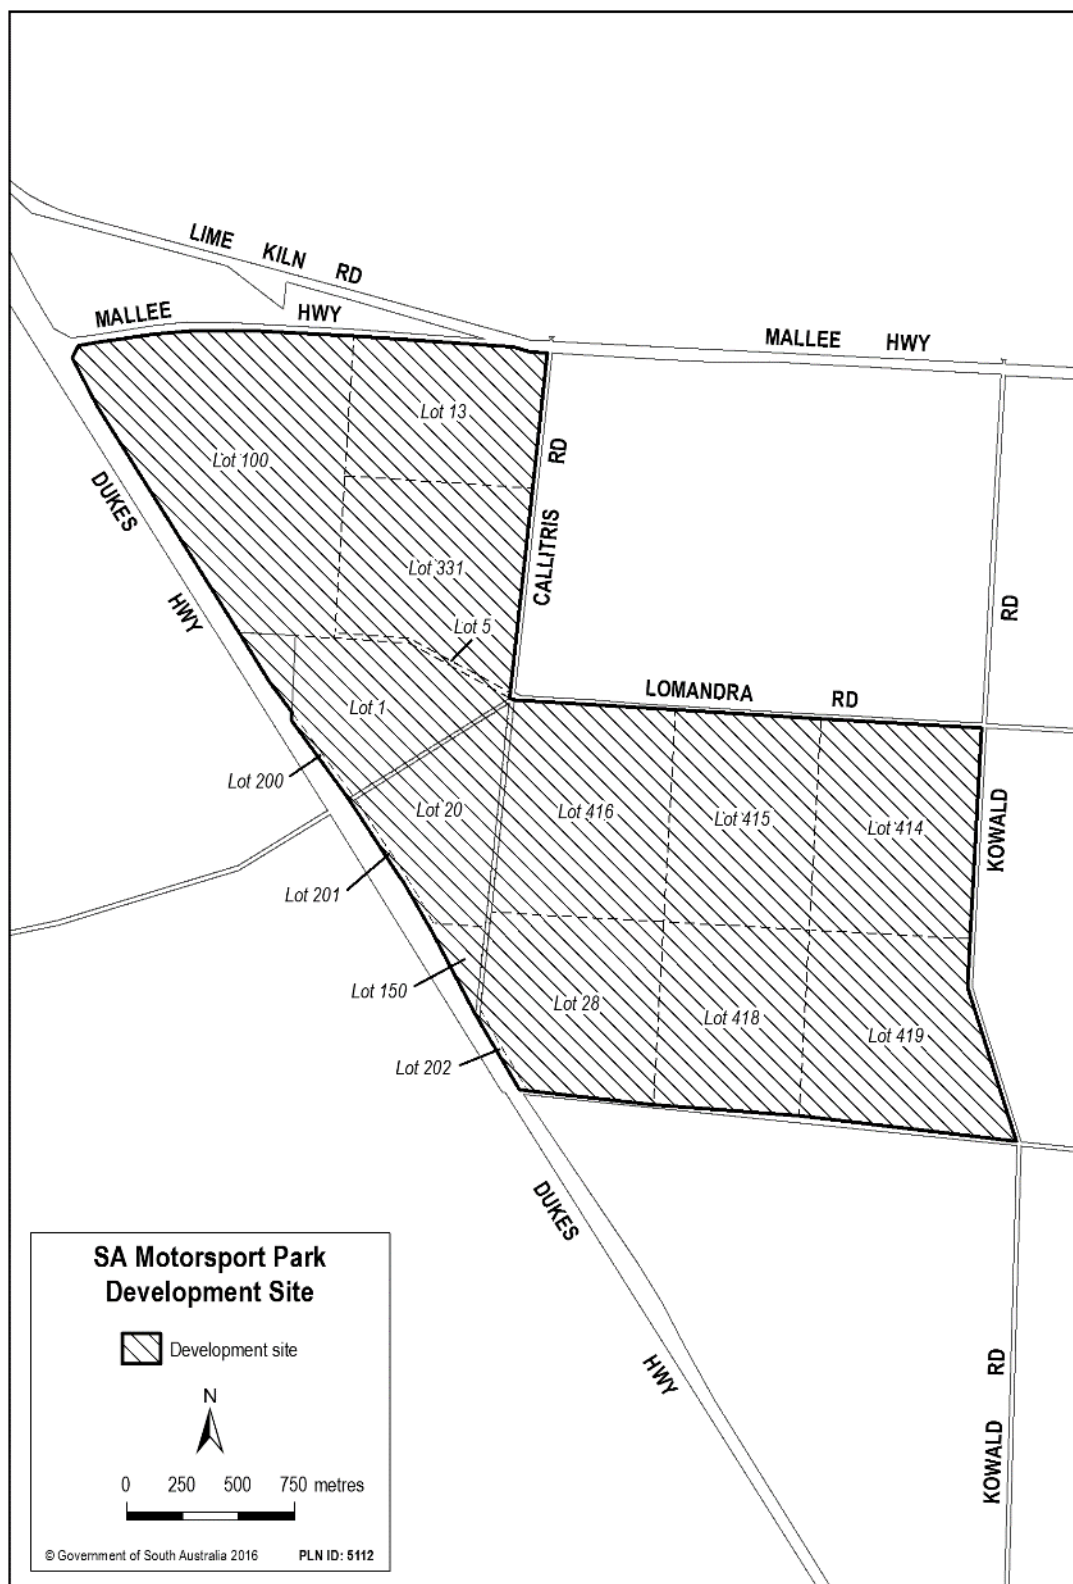 LIME KILN RD
MALLEE HWY
MALLEE HWY
Lot 13
RD
Lot 100
DUKES
CALLITRIS
Lot 331
HWY
RD
Lot 5
LOMANDRA RD
Lot 1
Lot 200
Lot 20
Lot 416
Lot 415
Lot 414
KOWALD
Lot 201
Lot 150
Lot 28
Lot 418
Lot 419
Lot 202
DUKES
HWY
RD
KOWALD
SA Motorsport Park
Development Site
Development site
N
0 250 500 750 metres
© Government of South Australia 2016 PLN ID: 5112